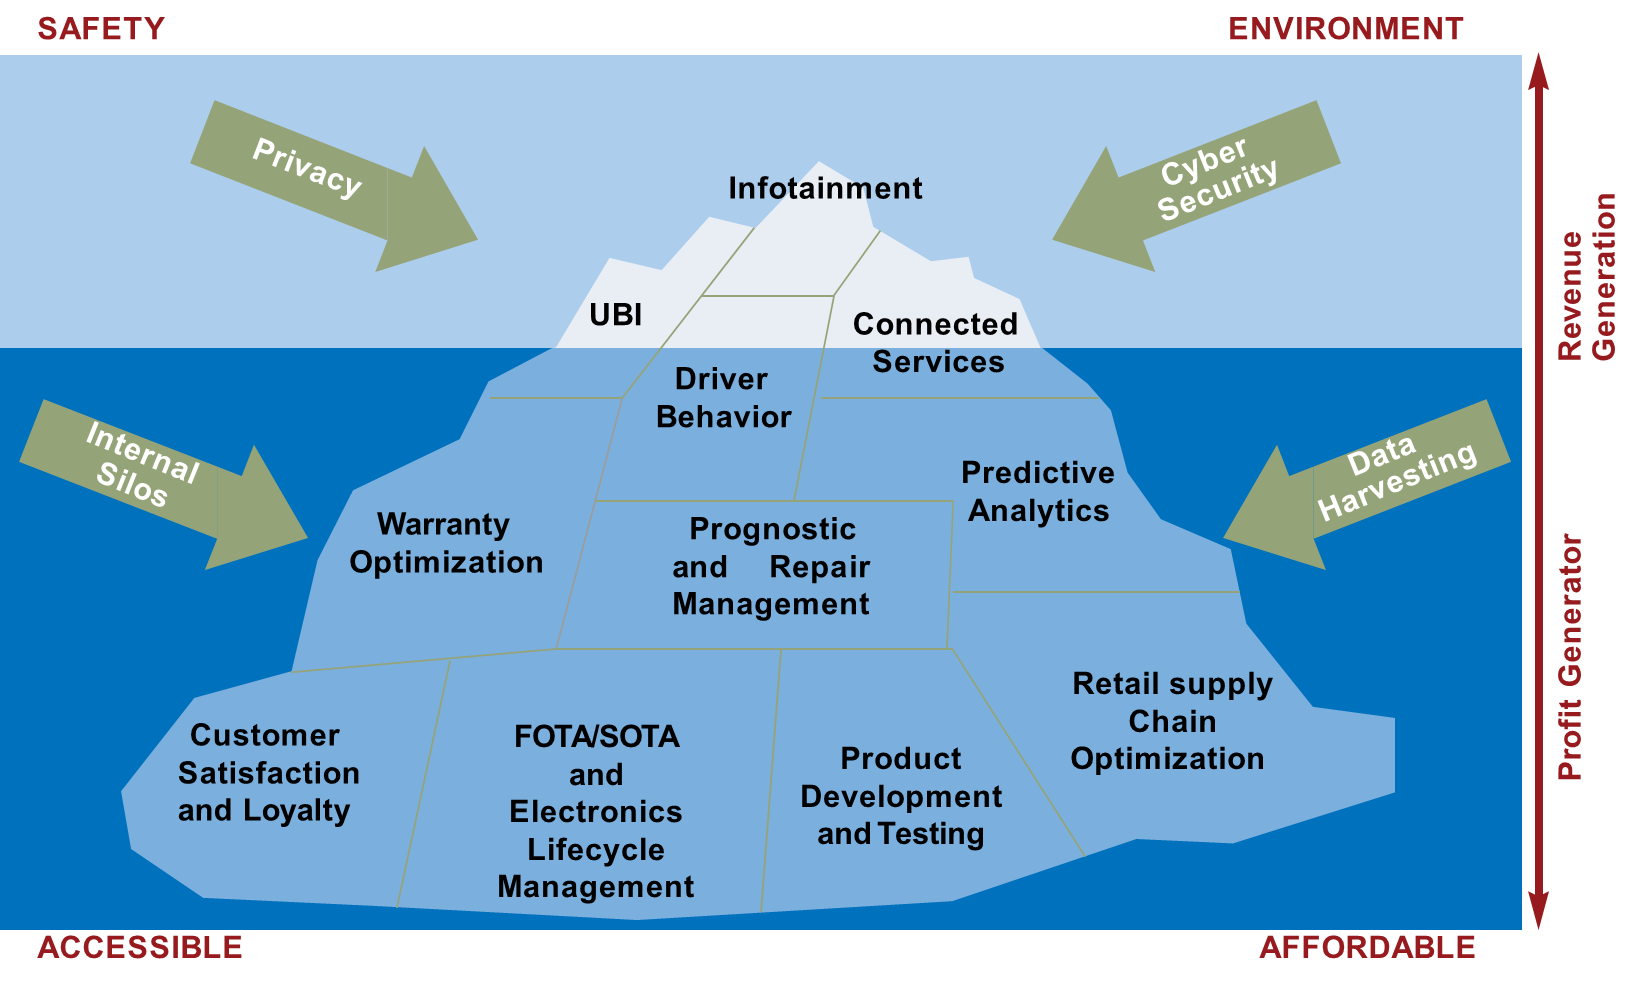 SAFETY
ENVIRONMENT
Privacy
Cyber
Security
Infotainment
UBI
Connected
Services
Driver
Behavior
Internal
Silos
Data
Harvesting
Predictive
Analytics
Warranty
Optimization
Prognostic
and Repair
Management
Customer
Satisfaction
and Loyalty
FOTA/SOTA
and
Electronics
Lifecycle
Management
Product
Development
and Testing
Retail supply
Chain
Optimization
Revenue
Generation
Profit Generator
ACCESSIBLE
AFFORDABLE